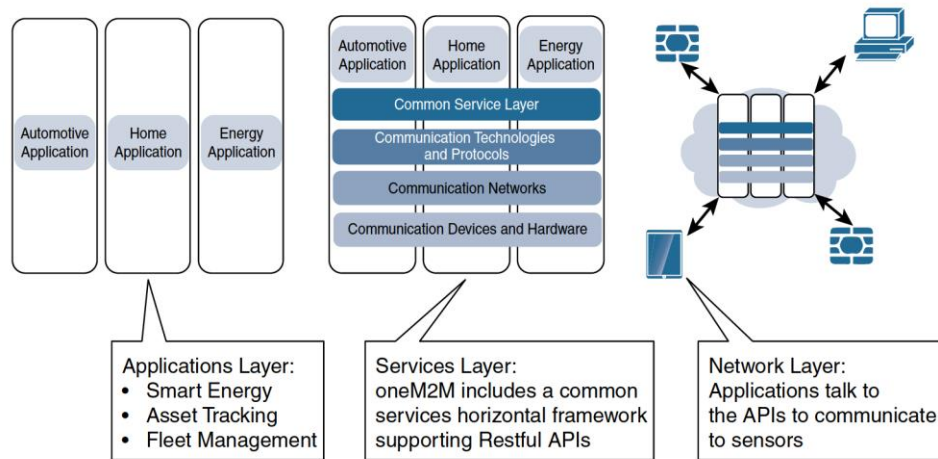 Automotive
Application
Home
Application
Energy
Application
Automotive
Application
Home
Application
Energy
Application
Common Service Layer
Communication Technologies
and Protocols
Communication Networks
Communication Devices and Hardware
Applications Layer:
• Smart Energy
• Asset Tracking
• Fleet Management
Services Layer:
oneM2M includes a common
services horizontal framework
supporting Restful APIs
Network Layer:
Applications talk to
the APIs to communicate
to sensors